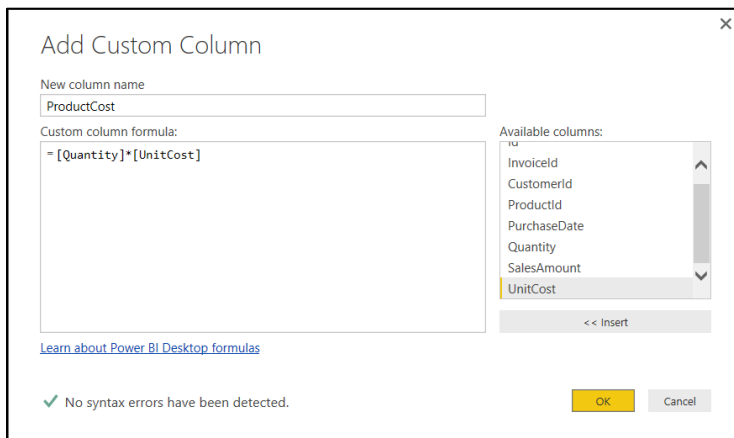 Add Custom Column
New column name
ProductCost
Custom column formula:
=[Quantity]*[UnitCost]
Available columns:
Id
InvoiceId
CustomerId
ProductId
PurchaseDate
Quantity
SalesAmount
UnitCost
<< Insert
Learn about Power BI Desktop formulas
No syntax errors have been detected.
OK
Cancel